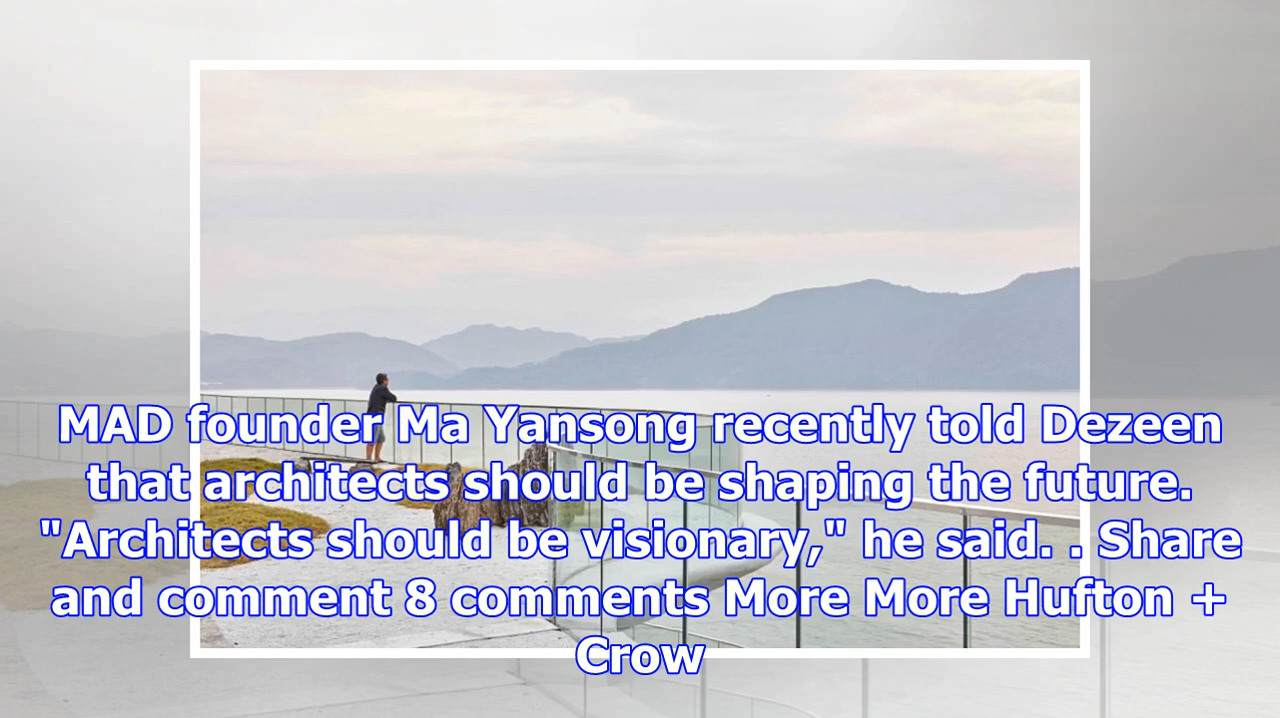 MAD founder Ma Yansong recently told Dezeen
that architects should be shaping the future.
"Architects should be visionary," he said. . Share
and comment 8 comments More More Hufton +
Crow